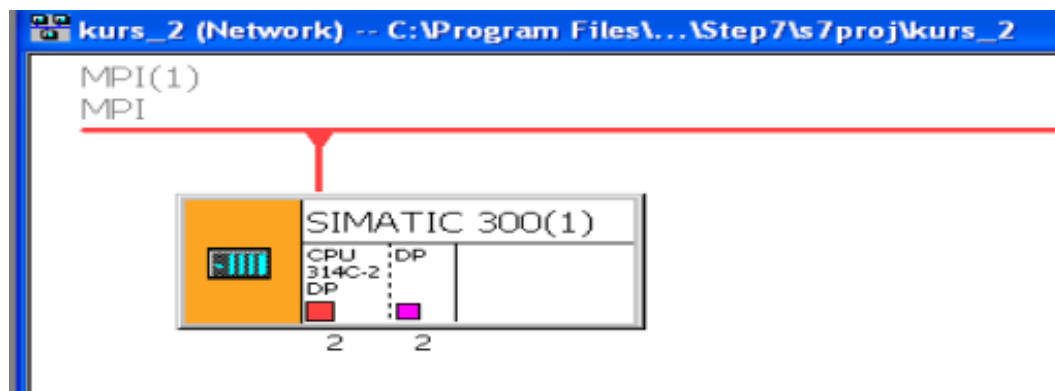 kurs_2 (Network) -- C:\Program Files\...\Step7\s7proj\kurs_2
MPI(1)
MPI
SIMATIC 300(1)
CPU DP
314C-2
DP
2 2